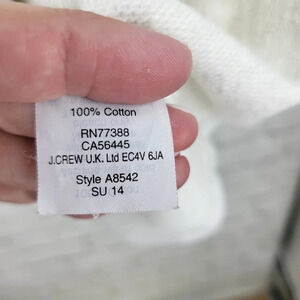 100% Cotton
RN77388
CA56445
J.CREW U.K. Ltd EC4V 6JA
Style A8542
SU 14